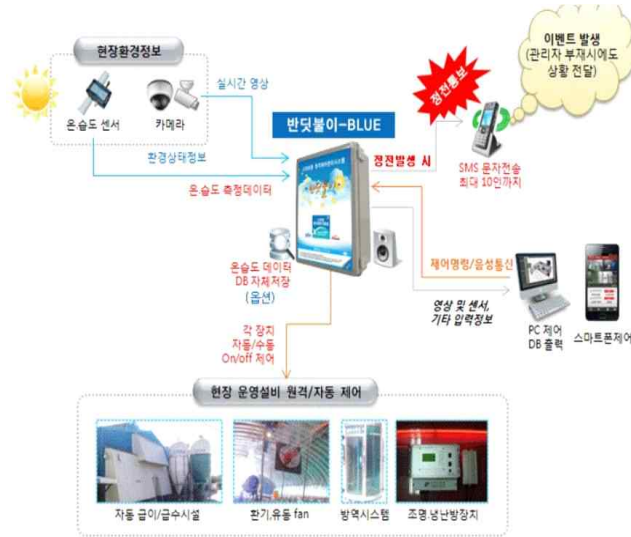 현장환경정보
온·습도 센서
카메라
실시간 영상
환경상태정보
온·습도 측정데이터
반딧불이-BLUE
정전통보
정전발생 시
이벤트 발생
(관리자 부재시에도
상황 전달)
SMS 문자전송
최대 10인까지
온습도 데이터
DB 자체저장
(옵션)
제어명령/음성통신
영상 및 센서,
기타 입력정보
PC 제어
DB 출력
스마트폰제어
각 장치
자동/수동
On/off 제어
현장 운영설비 원격/자동 제어
자동 급이/급수시설
환기,유동 fan
방역시스템
조명.냉난방장치